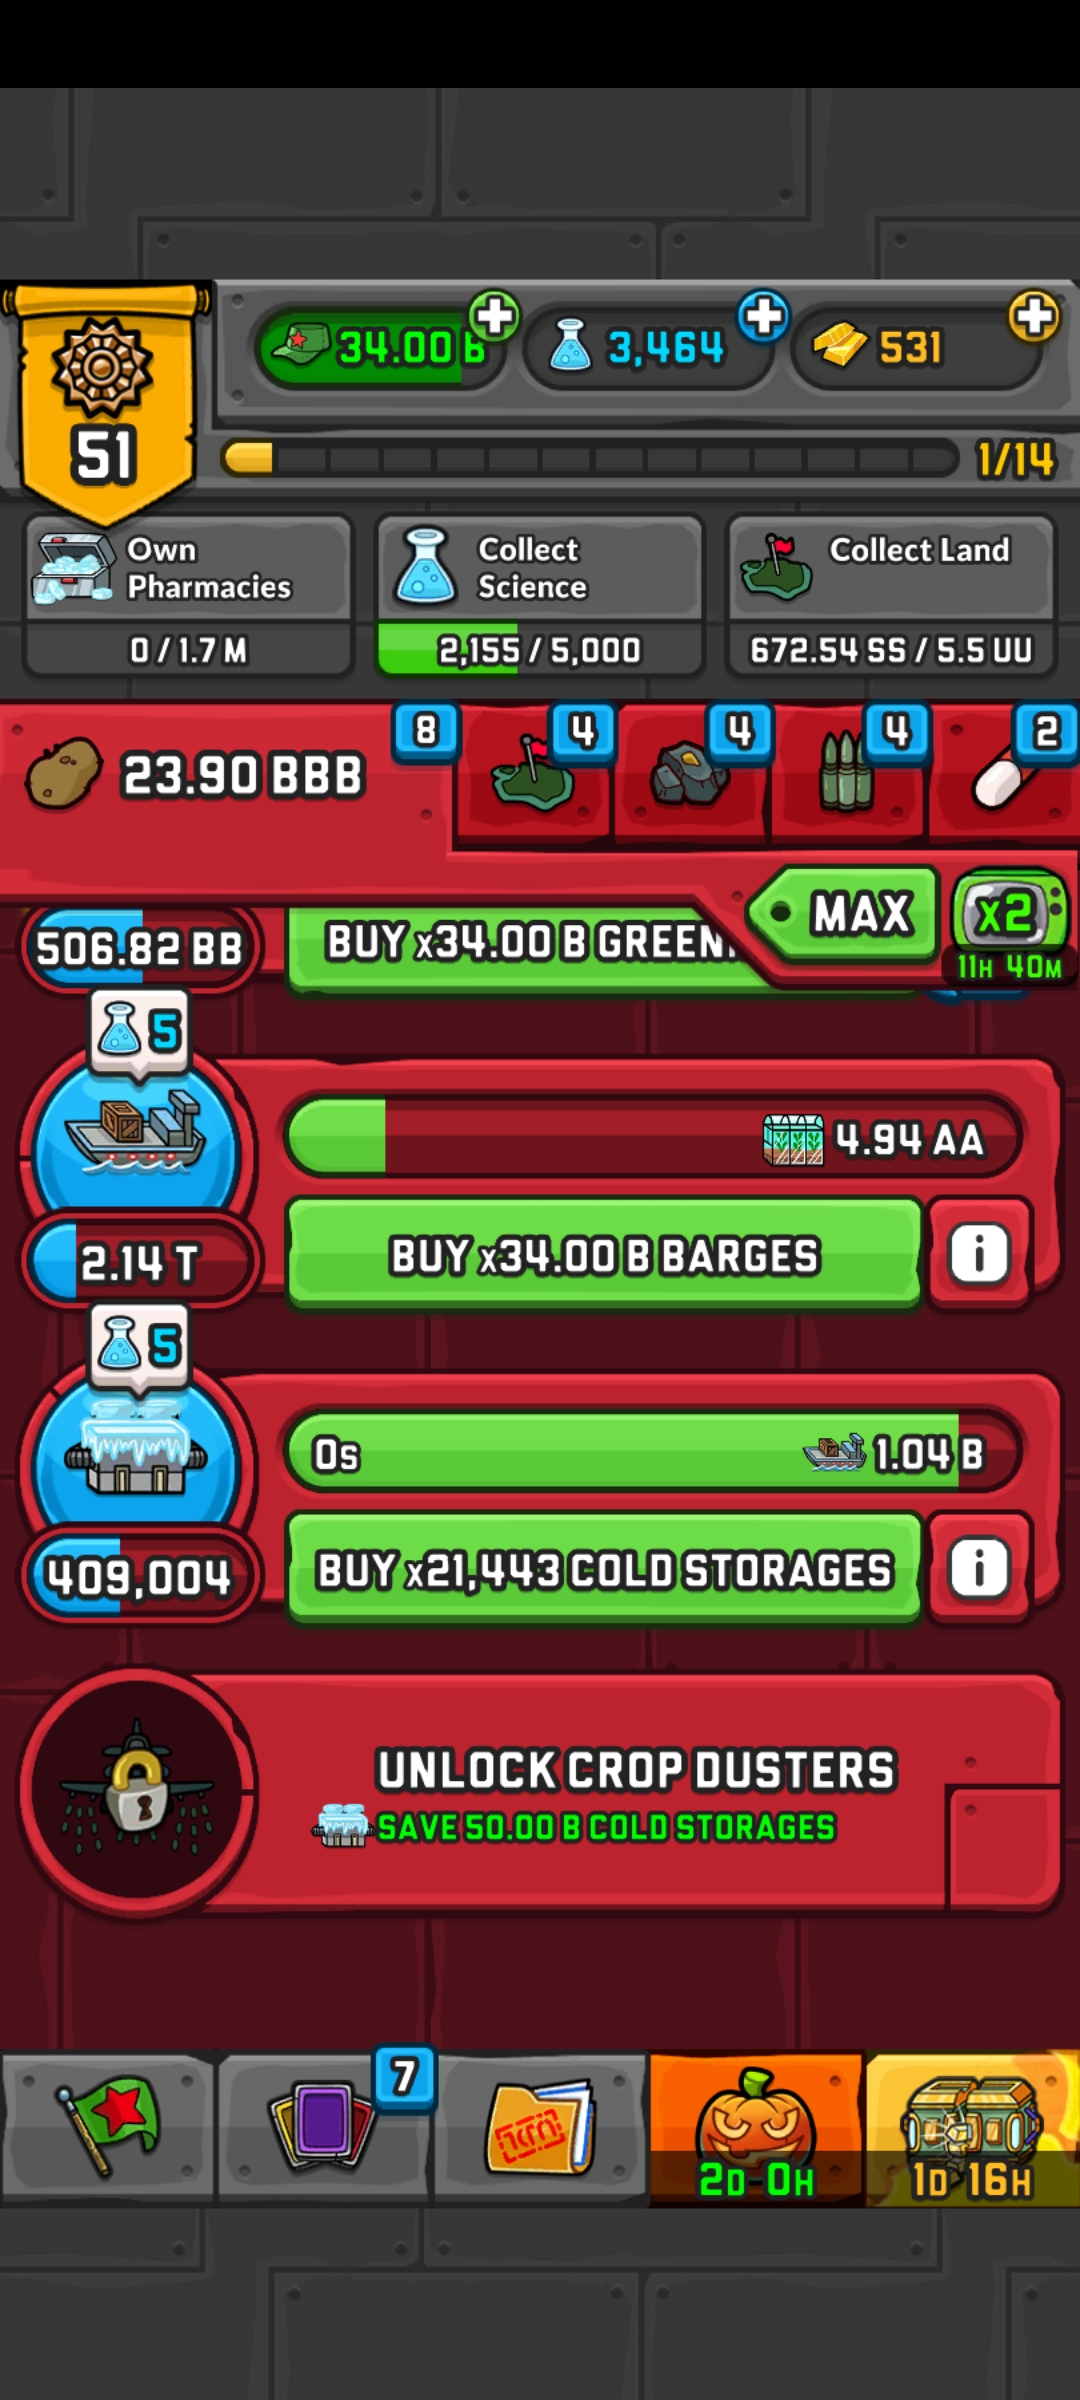 34.00 B
3,464
531
51
1/14
Own
Pharmacies
0 / 1.7 M
Collect
Science
2,155 / 5,000
Collect Land
672.54 SS / 5.5 UU
23.90 BBB
8
4
4
4
2
MAX
x2
11H 40M
506.82 BB
BUY x34.00 B GREEN
5
4.94 AA
2.14 T
BUY x34.00 B BARGES
i
5
0s
1.04 B
409,004
BUY x21,443 COLD STORAGES
i
UNLOCK CROP DUSTERS
SAVE 50.00 B COLD STORAGES
7
2D 0H
1D 16H